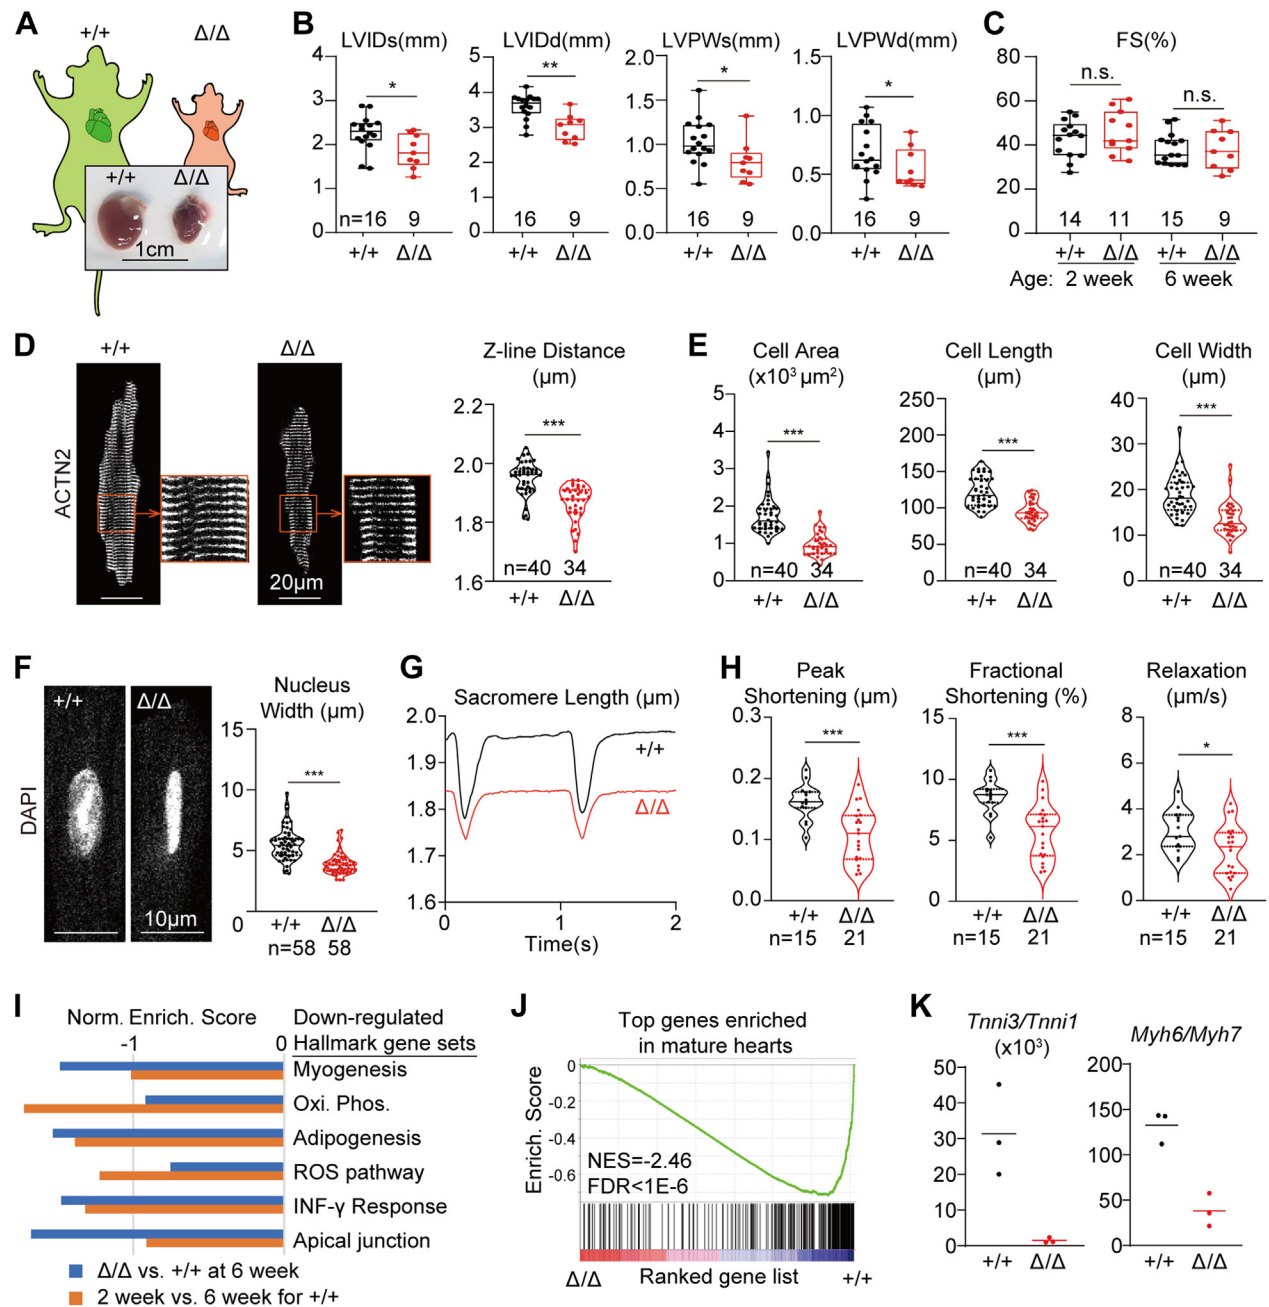 A
+/+
Δ/Δ
+/+
Δ/Δ
1cm
B
LVIDs(mm)
4
3
2
1
0
*
n=16
9
+/+
Δ/Δ
LVIDd(mm)
5
4
3
2
1
0
**
16
9
+/+
Δ/Δ
LVPWs(mm)
2.0
1.5
1.0
0.5
0.0
*
16
9
+/+
Δ/Δ
LVPWd(mm)
1.5
1.0
0.5
0.0
*
16
9
+/+
Δ/Δ
C
FS(%)
80
60
40
20
0
n.s.
n.s.
14
11
15
9
+/+
Δ/Δ
+/+
Δ/Δ
Age:
2 week
6 week
D
+/+
Δ/Δ
ACTN2
20μm
Z-line Distance
(μm)
2.2
2.0
1.8
1.6
***
n=40
34
+/+
Δ/Δ
E
Cell Area
(x10³ μm²)
5
4
3
2
1
0
***
n=40
34
+/+
Δ/Δ
Cell Length
(μm)
250
200
150
100
50
0
***
n=40
34
+/+
Δ/Δ
Cell Width
(μm)
40
30
20
10
0
***
n=40
34
+/+
Δ/Δ
F
+/+
Δ/Δ
DAPI
10μm
Nucleus
Width (μm)
15
10
5
0
***
+/+
Δ/Δ
n=58
58
G
Sacromere Length (μm)
2.0
1.9
1.8
1.7
1.6
+/+
Δ/Δ
0
1
2
Time(s)
H
Peak
Shortening (μm)
0.3
0.2
0.1
0.0
***
+/+
Δ/Δ
n=15
21
Fractional
Shortening (%)
15
10
5
0
***
+/+
Δ/Δ
n=15
21
Relaxation
(μm/s)
8
6
4
2
0
*
+/+
Δ/Δ
n=15
21
I
Norm. Enrich. Score
-1
0
Down-regulated
Hallmark gene sets
Myogenesis
Oxi. Phos.
Adipogenesis
ROS pathway
INF-γ Response
Apical junction
Δ/Δ vs. +/+ at 6 week
2 week vs. 6 week for +/+
J
Top genes enriched
in mature hearts
Enrich. Score
0
-0.2
-0.4
-0.6
NES=-2.46
FDR<1E-6
Δ/Δ
Ranked gene list
+/+
K
Tnni3/Tnni1
(x10³)
50
40
30
20
10
0
+/+
Δ/Δ
Myh6/Myh7
200
150
100
50
0
+/+
Δ/Δ